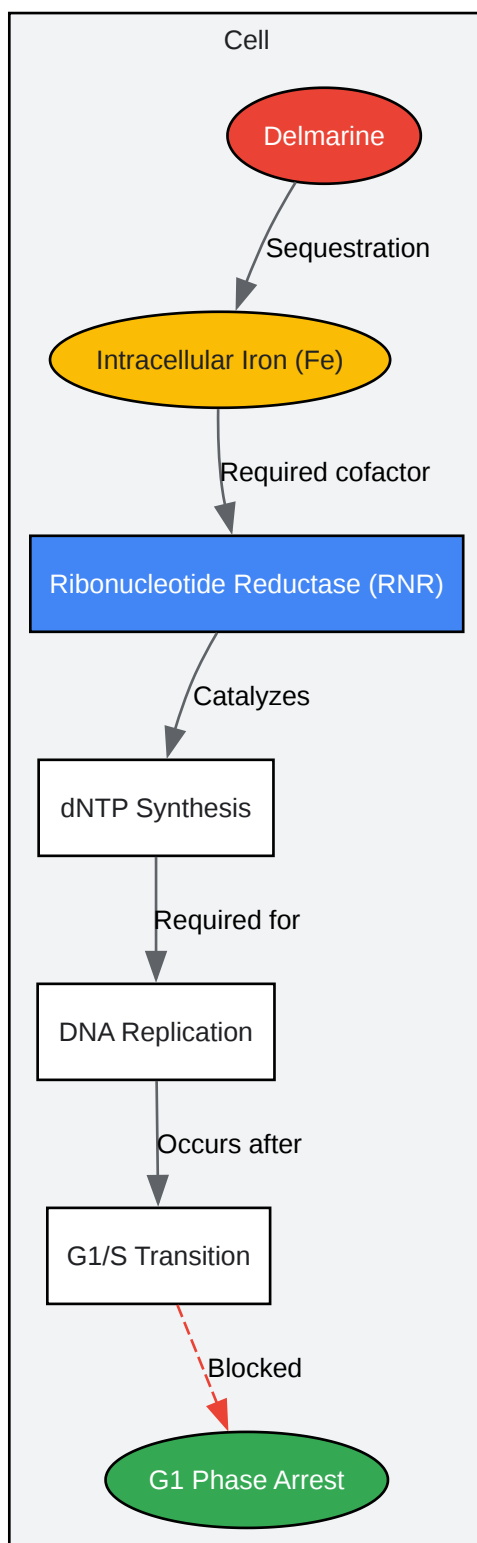 Cell
Delmarine
Sequestration
Intracellular Iron (Fe)
Required cofactor
Ribonucleotide Reductase (RNR)
Catalyzes
dNTP Synthesis
Required for
DNA Replication
Occurs after
G1/S Transition
Blocked
G1 Phase Arrest